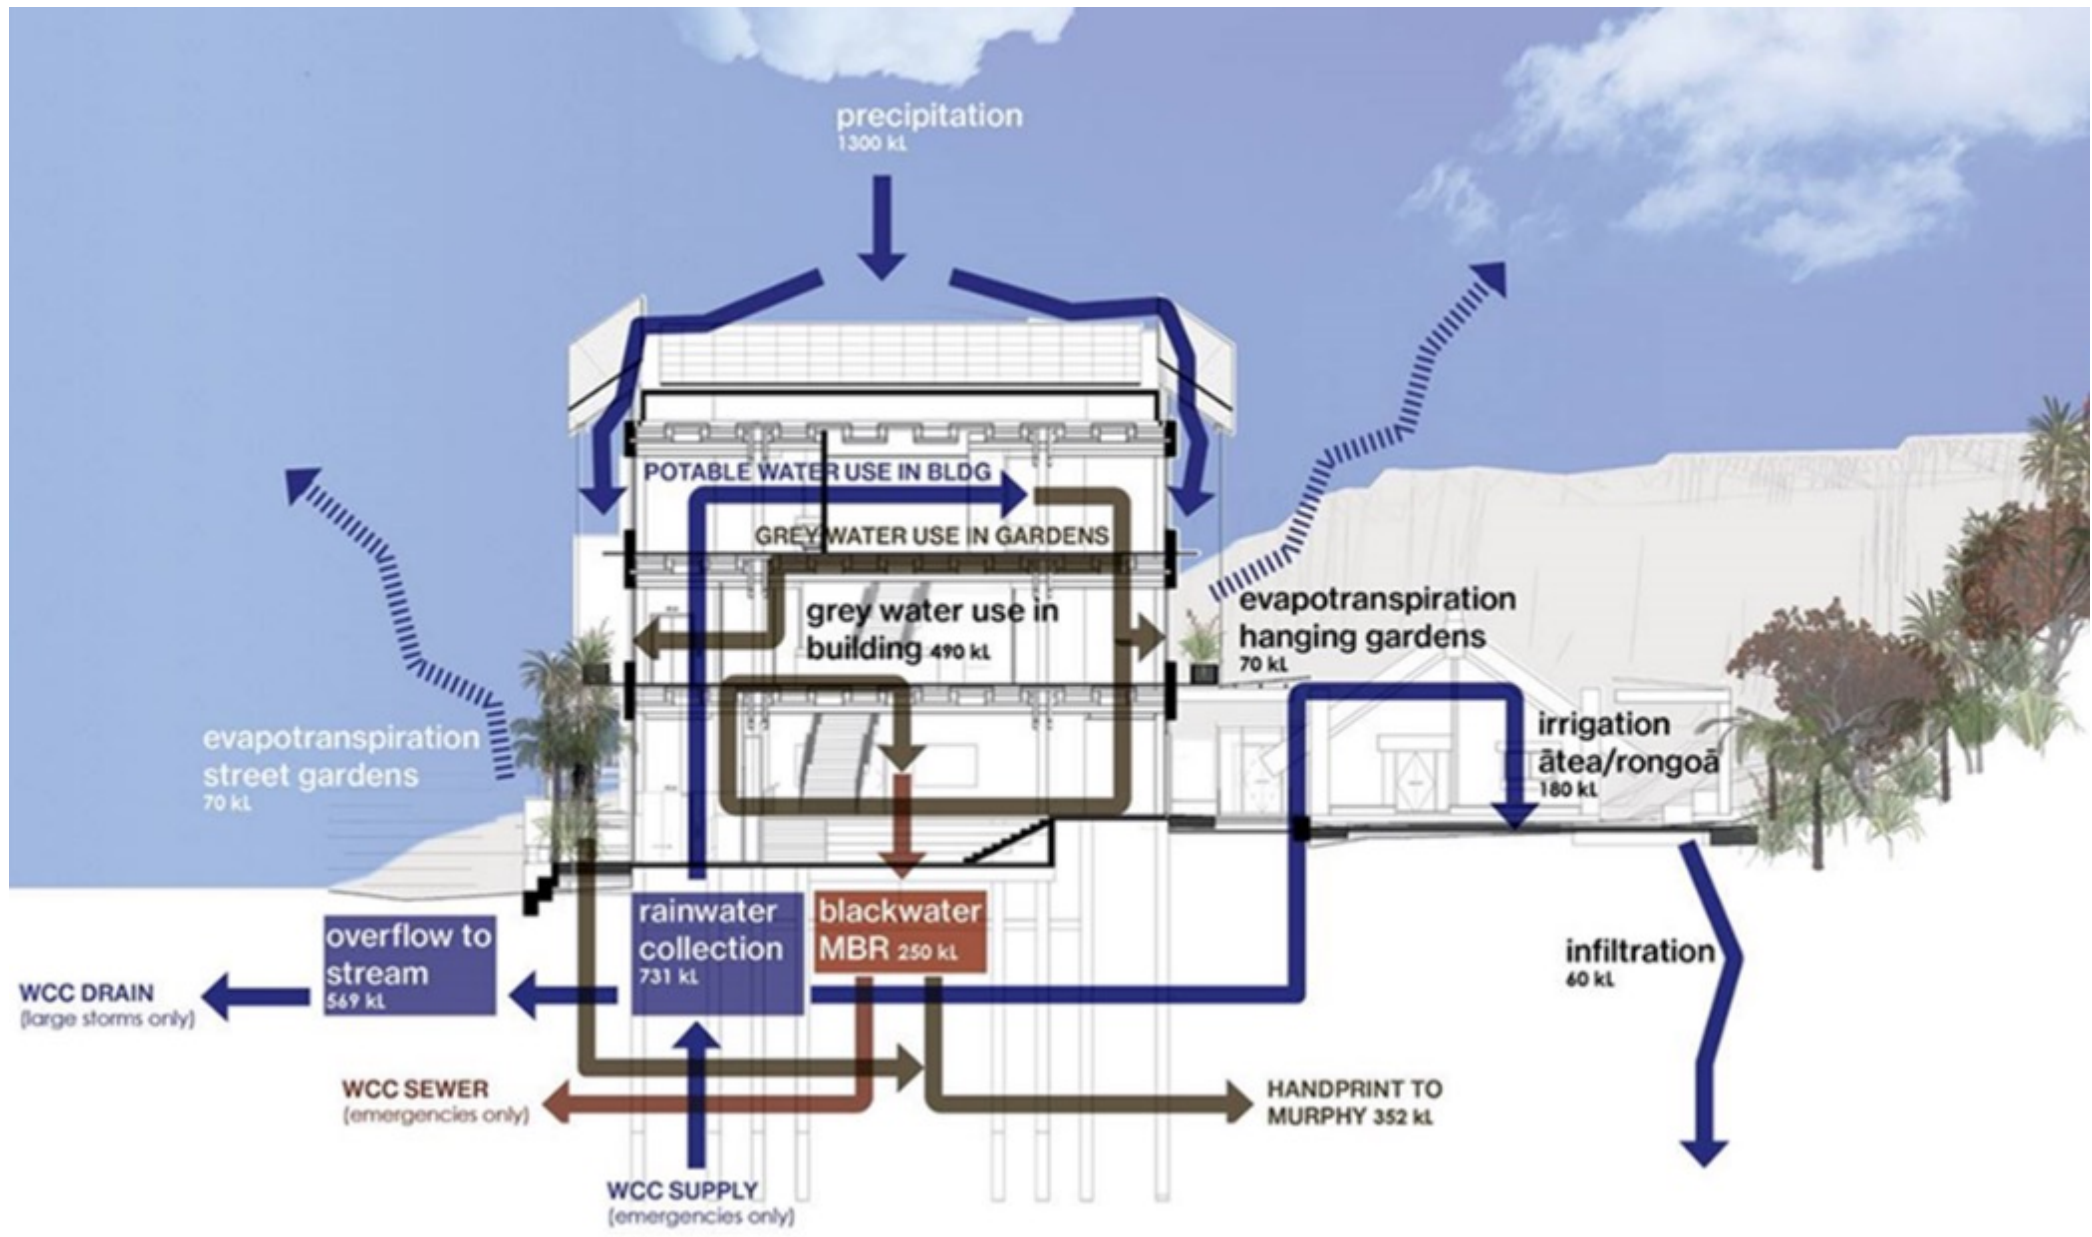 precipitation
1300 kL
POTABLE WATER USE IN BLDG
GREY WATER USE IN GARDENS
grey water use in
building 490 kL
evapotranspiration
hanging gardens
70 kL
evapotranspiration
street gardens
70 kL
irrigation
ātea/rongoā
180 kL
rainwater
collection
731 kL
blackwater
MBR 250 kL
overflow to
stream
569 kL
WCC DRAIN
(large storms only)
infiltration
60 kL
WCC SEWER
(emergencies only)
HANDPRINT TO
MURPHY 352 kL
WCC SUPPLY
(emergencies only)